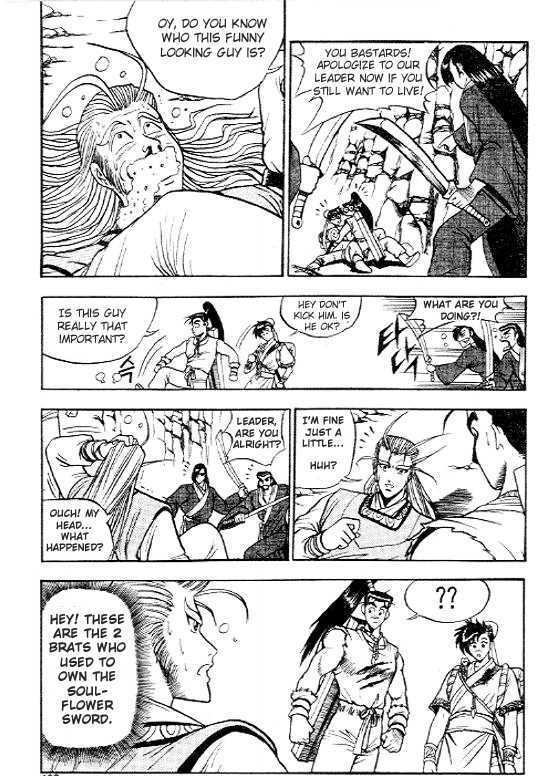 OY, DO YOU KNOW
WHO THIS FUNNY
LOOKING GUY IS?
YOU BASTARDS!
APOLOGIZE TO OUR
LEADER NOW IF YOU
STILL WANT TO LIVE!
IS THIS GUY
REALLY THAT
IMPORTANT?
HEY DON'T
KICK HIM. IS
HE OK?
WHAT ARE YOU
DOING?!
LEADER,
ARE YOU
ALRIGHT?
OUCH! MY
HEAD...
WHAT
HAPPENED?
I'M FINE
JUST A
LITTLE...
HUH?
HEY! THESE
ARE THE 2
BRATS WHO
USED TO
OWN THE
SOUL-
FLOWER
SWORD.
??